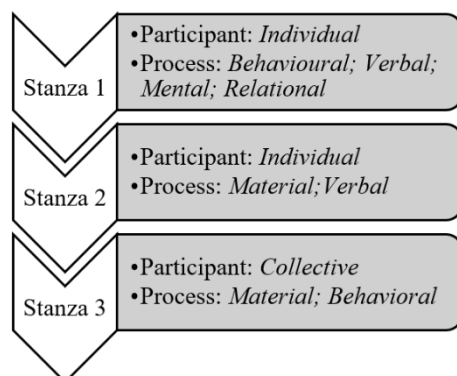 Stanza 1
•Participant: Individual
•Process: Behavioural; Verbal;
Mental; Relational
Stanza 2
•Participant: Individual
•Process: Material;Verbal
Stanza 3
•Participant: Collective
•Process: Material; Behavioral